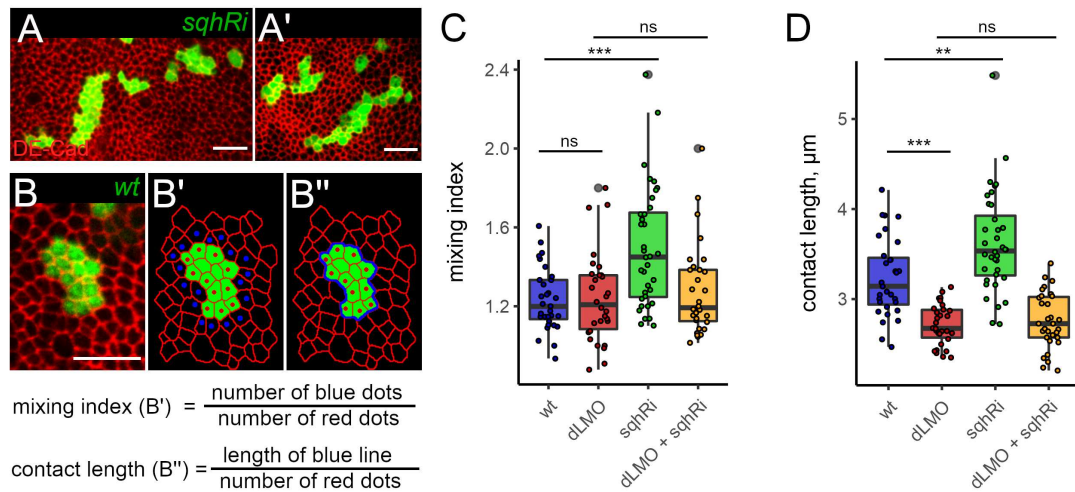 A
sqhRi
A'
DE-Cad
B
wt
B'
B''
mixing index (B') = number of blue dots
number of red dots
contact length (B'') = length of blue line
number of red dots
C
ns
***
ns
mixing index
2.4
2.0
1.6
1.2
wt
dLMO
sqhRi
dLMO + sqhRi
D
ns
**
***
contact length, µm
5
4
3
wt
dLMO
sqhRi
dLMO + sqhRi